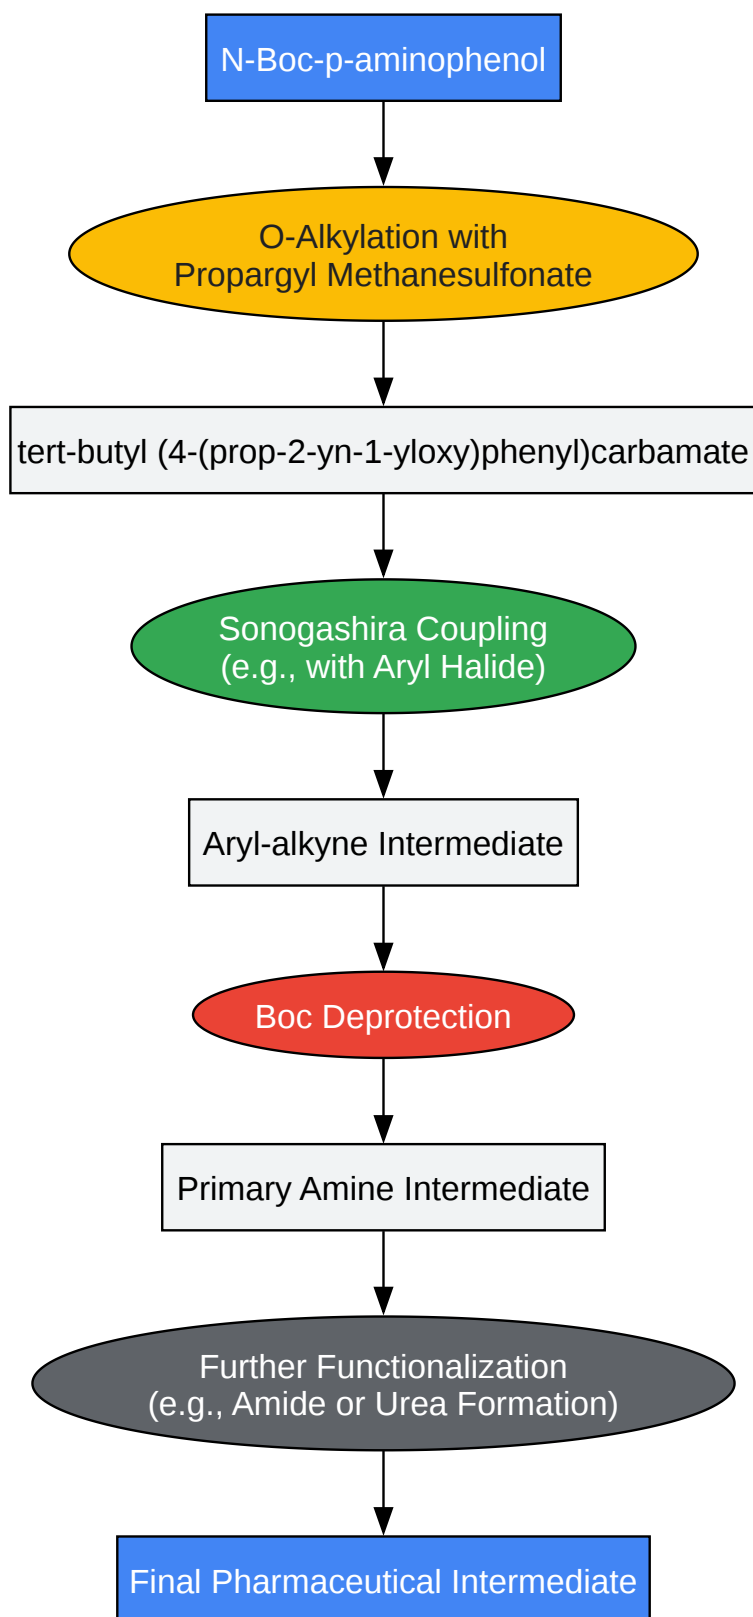 N-Boc-p-aminophenol
O-Alkylation with
Propargyl Methanesulfonate
tert-butyl (4-(prop-2-yn-1-yloxy)phenyl)carbamate
Sonogashira Coupling
(e.g., with Aryl Halide)
Aryl-alkyne Intermediate
Boc Deprotection
Primary Amine Intermediate
Further Functionalization
(e.g., Amide or Urea Formation)
Final Pharmaceutical Intermediate